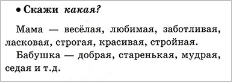 • Скажи какая?
Мама — весёлая, любимая, заботливая,
ласковая, строгая, красивая, стройная.
Бабушка — добрая, старенькая, мудрая,
седая и т.д.